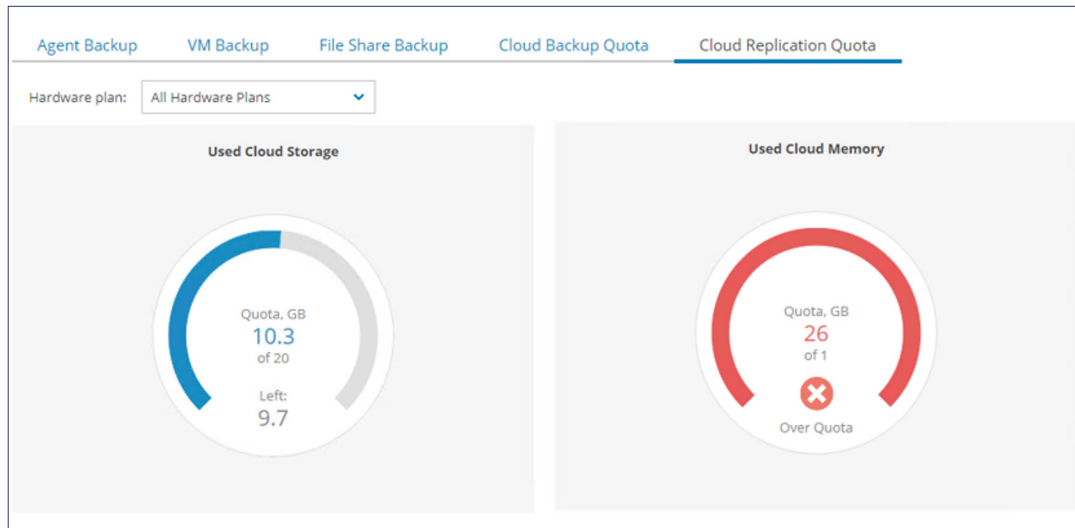 Agent Backup VM Backup File Share Backup Cloud Backup Quota Cloud Replication Quota
Hardware plan: All Hardware Plans
Used Cloud Storage
Quota, GB
10.3
of 20
Left:
9.7
Used Cloud Memory
Quota, GB
26
of 1
Over Quota